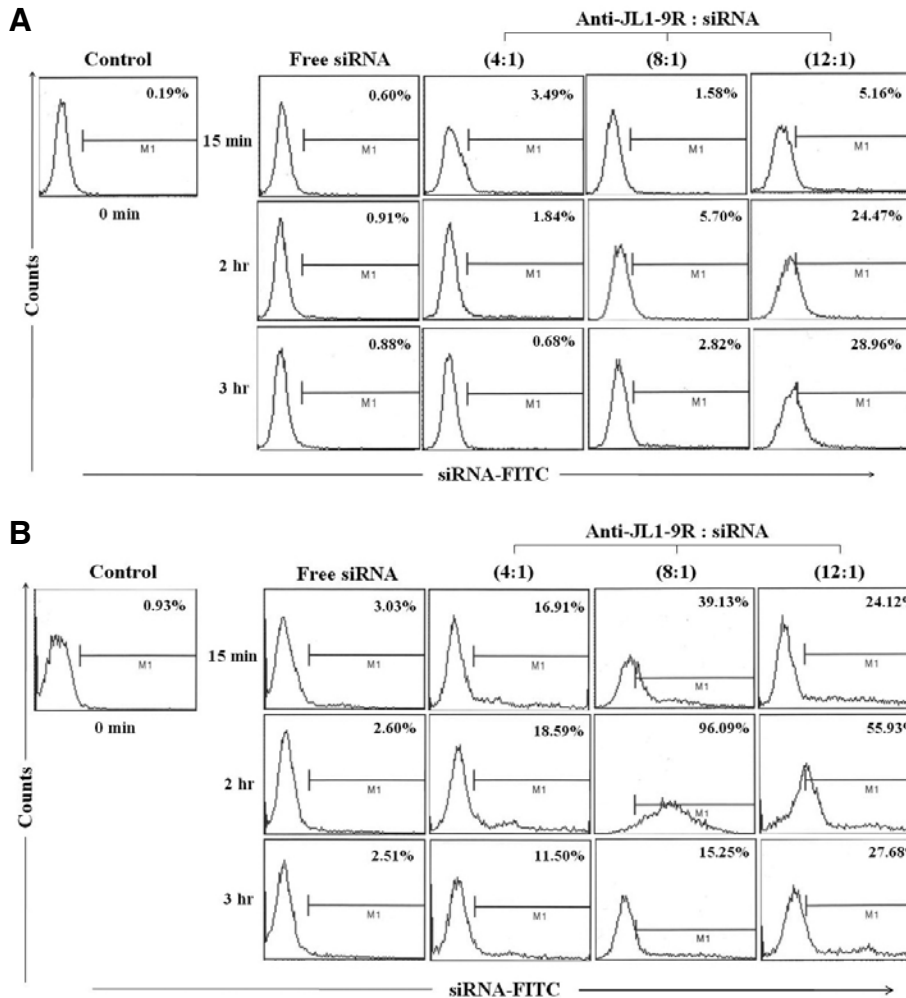 A
Anti-JL1-9R : siRNA
Control
Free siRNA
(4:1)
(8:1)
(12:1)
0.19%
M1
0 min
15 min
0.60%
M1
3.49%
M1
1.58%
M1
5.16%
M1
2 hr
0.91%
M1
1.84%
M1
5.70%
M1
24.47%
M1
3 hr
0.88%
M1
0.68%
M1
2.82%
M1
28.96%
M1
Counts
siRNA-FITC
B
Anti-JL1-9R : siRNA
Control
Free siRNA
(4:1)
(8:1)
(12:1)
0.93%
M1
0 min
15 min
3.03%
M1
16.91%
M1
39.13%
M1
24.12%
M1
2 hr
2.60%
M1
18.59%
M1
96.09%
M1
55.93%
M1
3 hr
2.51%
M1
11.50%
M1
15.25%
M1
27.68%
M1
Counts
siRNA-FITC